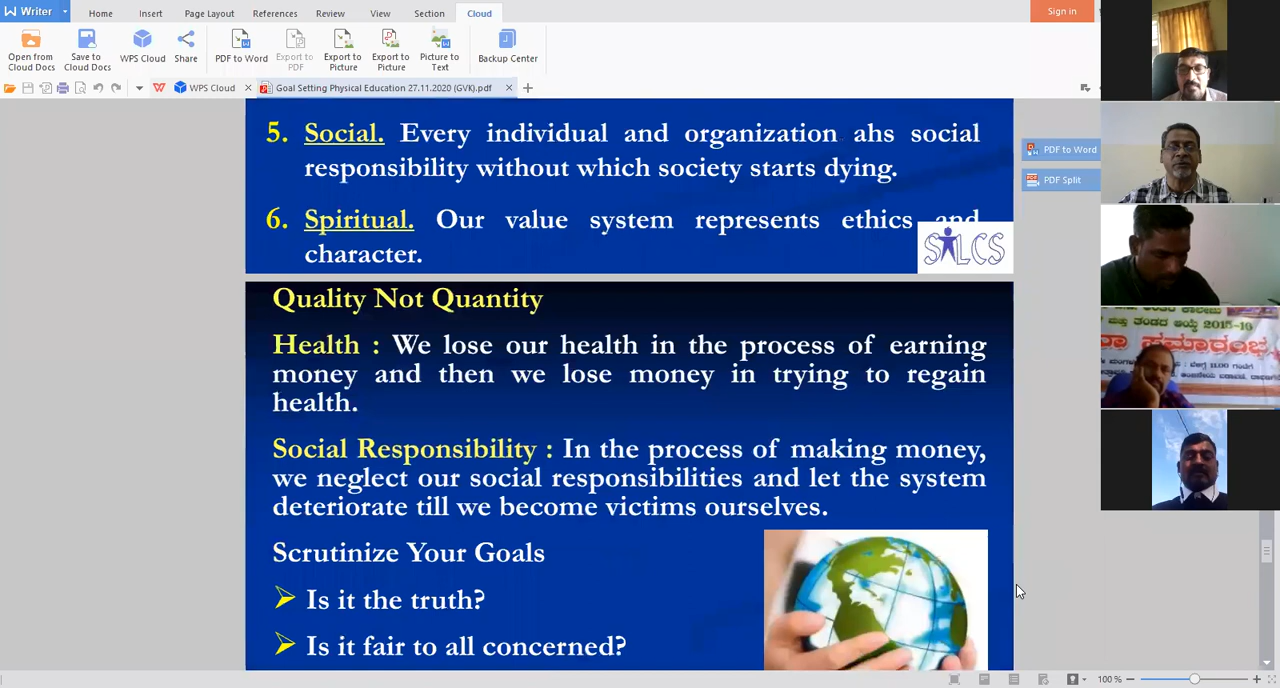 Writer
Home Insert Page Layout References Review View Section Cloud
Sign in
Open from Cloud Docs
Save to Cloud Docs
WPS Cloud
Share
PDF to Word
Export to PDF
Export to Picture
Export to Picture
Picture to Text
Backup Center
WPS Cloud
Goal Setting Physical Education 27.11.2020 (GVK).pdf
5. Social. Every individual and organization ahs social
responsibility without which society starts dying.
6. Spiritual. Our value system represents ethics and
character.
SLCS
PDF to Word
PDF Split
Quality Not Quantity
Health : We lose our health in the process of earning
money and then we lose money in trying to regain
health.
Social Responsibility : In the process of making money,
we neglect our social responsibilities and let the system
deteriorate till we become victims ourselves.
Scrutinize Your Goals
Is it the truth?
Is it fair to all concerned?
ಮತ್ತು ತಂಡದ ಆಯ್ಕೆ 2015-16
100 %